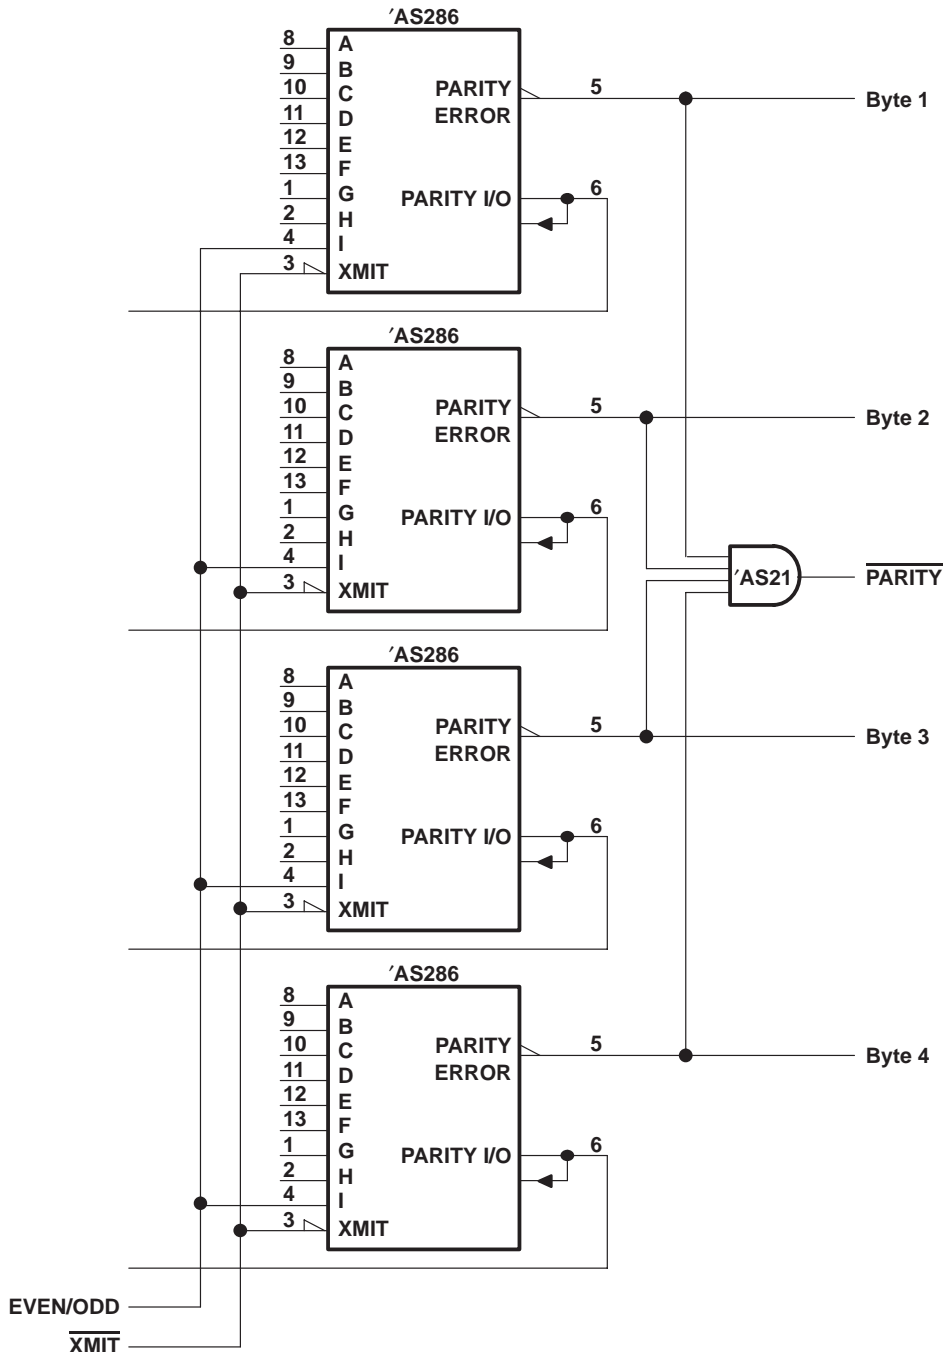 ′AS286
8 A
9 B
10 C
11 D
12 E
13 F
1 G
2 H
4 I
3 XMIT
PARITY
ERROR
5
PARITY I/O
6
Byte 1
′AS286
8 A
9 B
10 C
11 D
12 E
13 F
1 G
2 H
4 I
3 XMIT
PARITY
ERROR
5
PARITY I/O
6
Byte 2
′AS21
PARITY
′AS286
8 A
9 B
10 C
11 D
12 E
13 F
1 G
2 H
4 I
3 XMIT
PARITY
ERROR
5
PARITY I/O
6
Byte 3
′AS286
8 A
9 B
10 C
11 D
12 E
13 F
1 G
2 H
4 I
3 XMIT
PARITY
ERROR
5
PARITY I/O
6
Byte 4
EVEN/ODD
XMIT